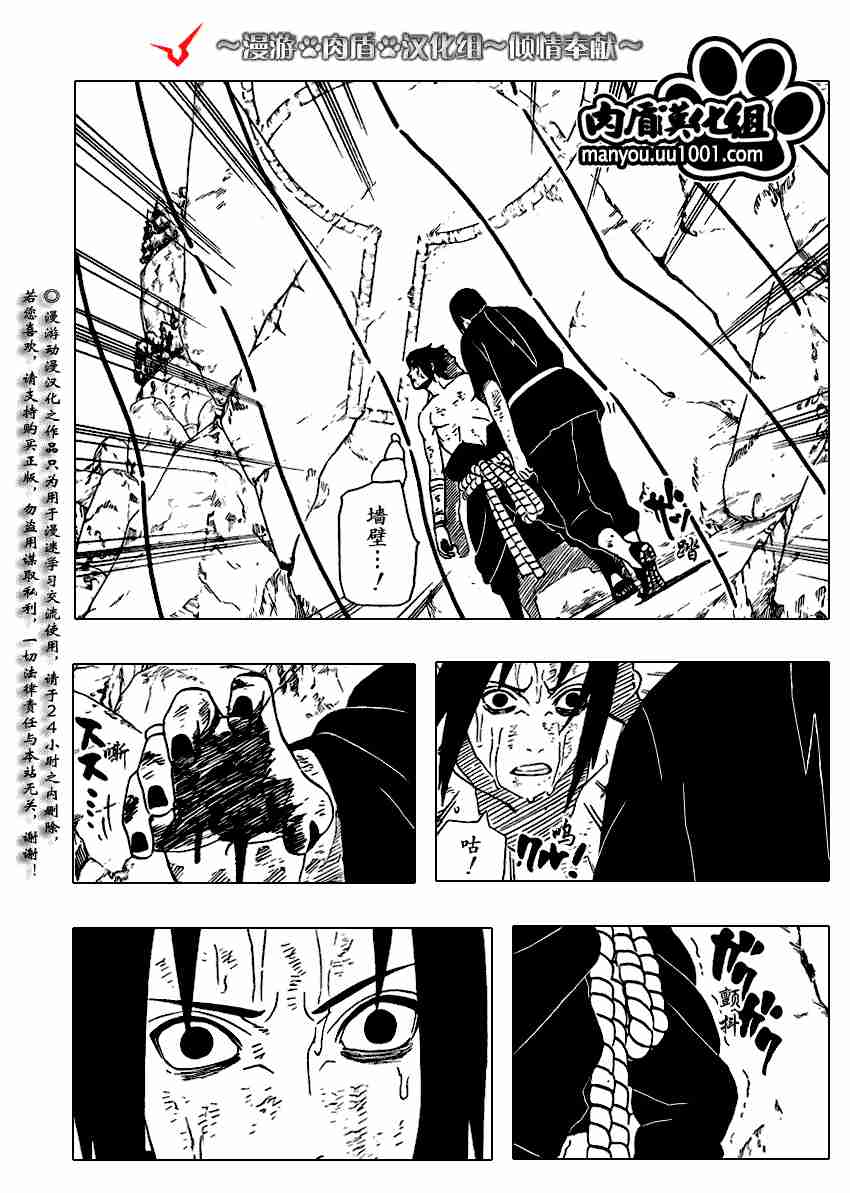 ～漫游 肉盾 汉化组～倾情奉献～
肉盾汉化组
manyou.uu1001.com
◎漫游动漫汉化之作品只为用于漫迷学习交流使用，请于24小时之内删除，
若您喜欢，请支持购买正版，勿盗用谋取私利，一切法律责任与本站无关，谢谢！
墙壁…！
ザッ
踏
嘶
咕！
呜
クル！
ガクガク
颤抖